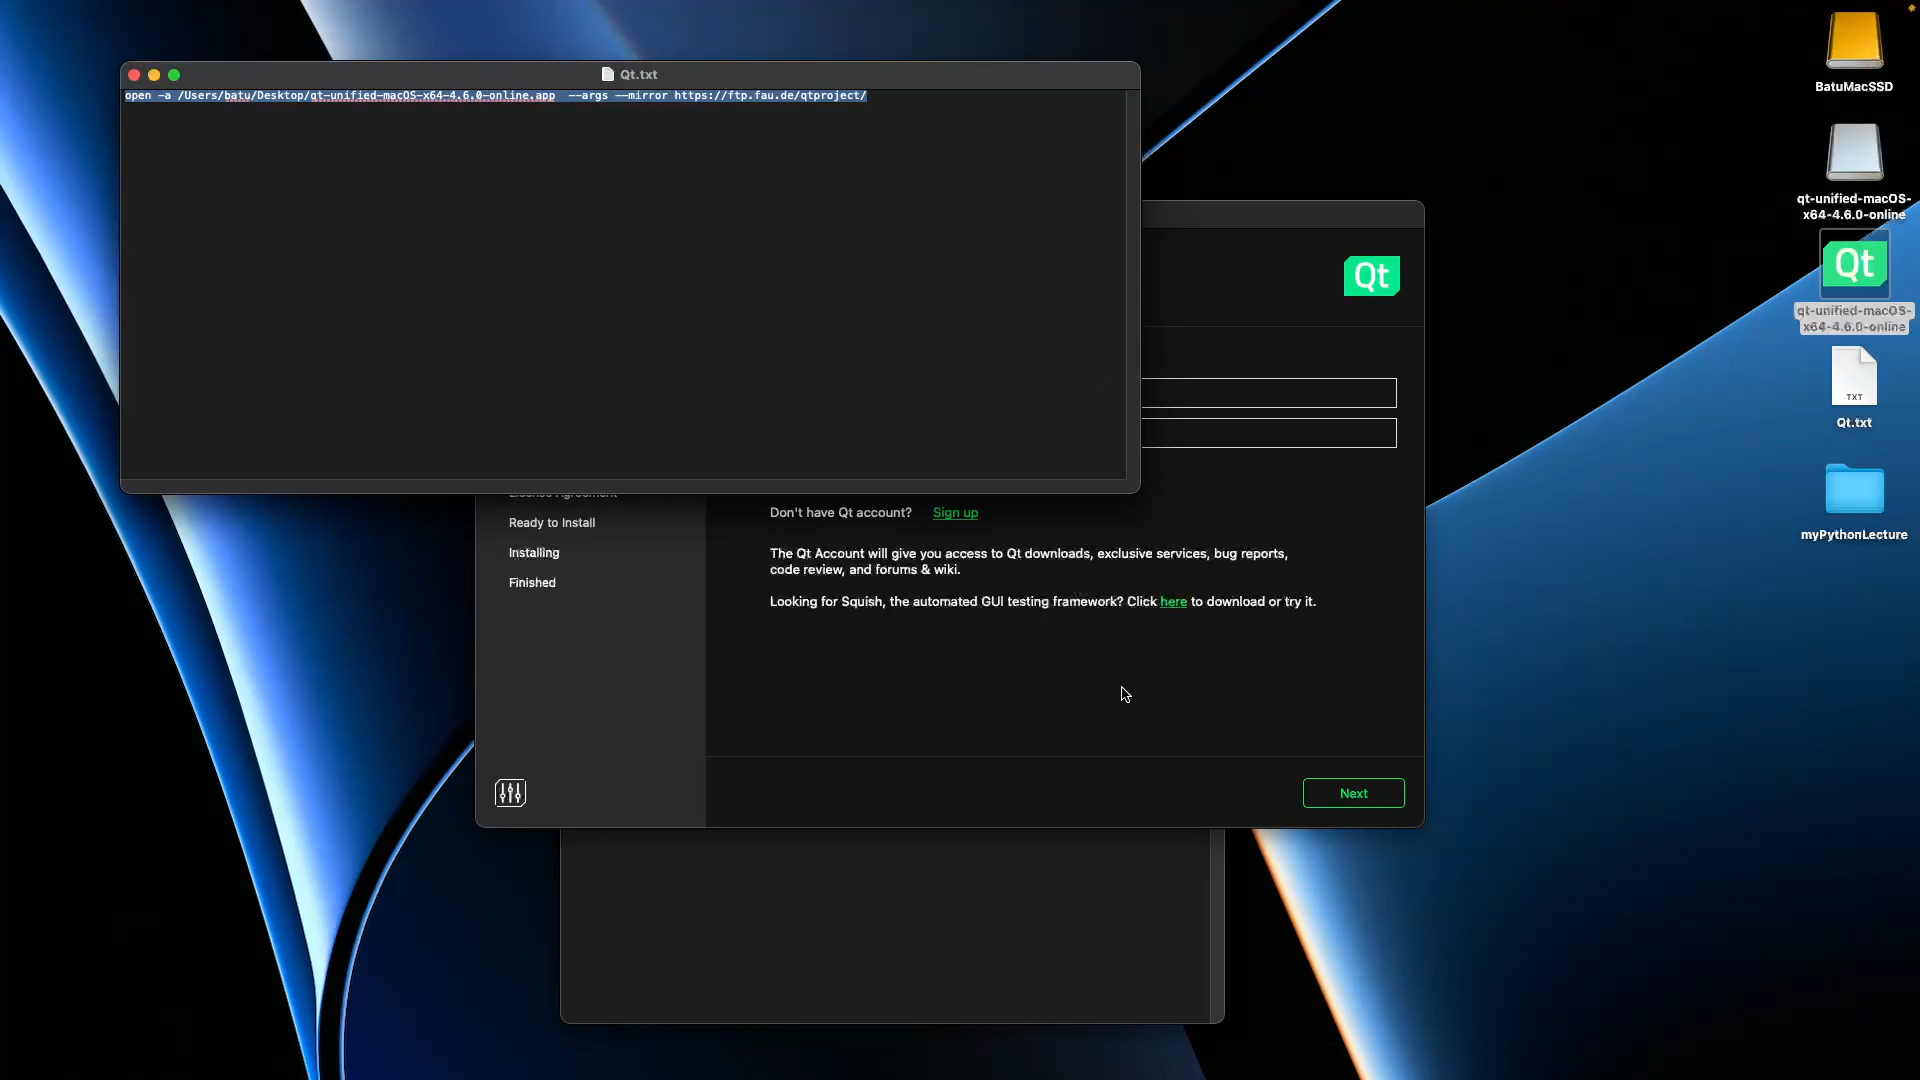 Qt.txt
open -a /Users/batu/Desktop/qt-unified-macOS-x64-4.6.0-online.app  --args --mirror https://ftp.fau.de/qtproject/
Qt
License Agreement
Ready to Install
Installing
Finished
Don't have Qt account? Sign up
The Qt Account will give you access to Qt downloads, exclusive services, bug reports,
code review, and forums & wiki.
Looking for Squish, the automated GUI testing framework? Click here to download or try it.
Next
BatuMacSSD
qt-unified-macOS-
x64-4.6.0-online
Qt
qt-unified-macOS-
x64-4.6.0-online
TXT
Qt.txt
myPythonLecture